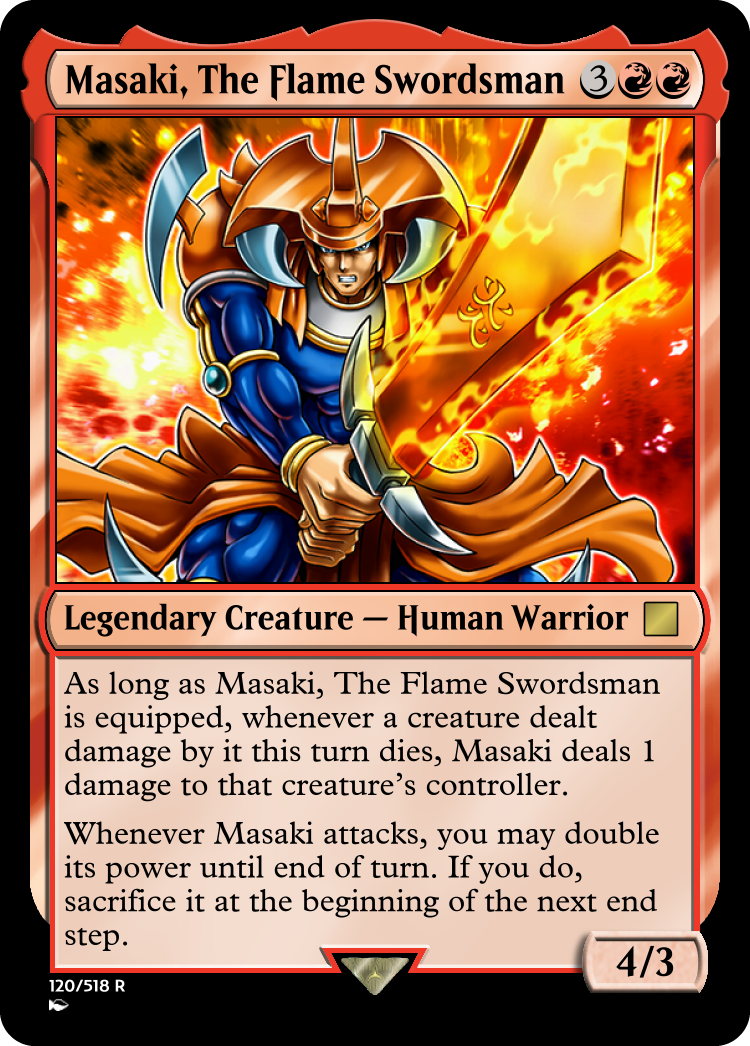 Masaki, The Flame Swordsman 3
Legendary Creature — Human Warrior
As long as Masaki, The Flame Swordsman
is equipped, whenever a creature dealt
damage by it this turn dies, Masaki deals 1
damage to that creature's controller.
Whenever Masaki attacks, you may double
its power until end of turn. If you do,
sacrifice it at the beginning of the next end
step.
4/3
120/518 R